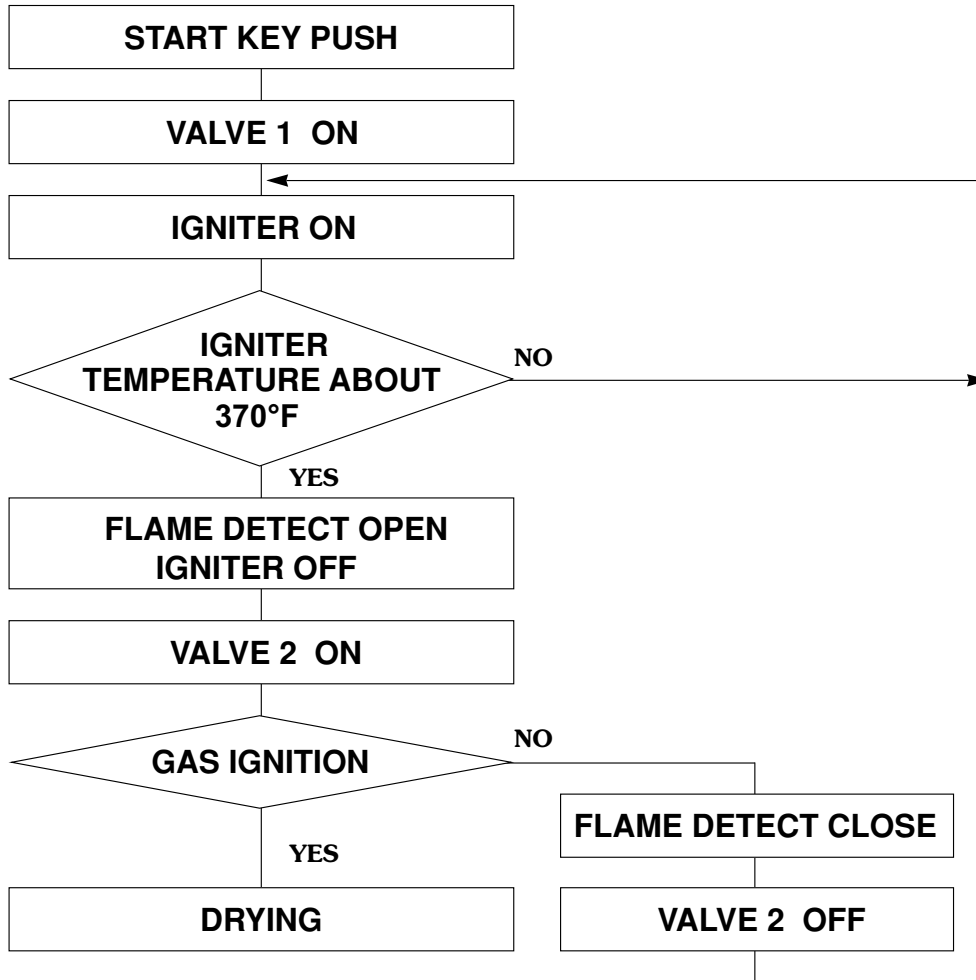 START KEY PUSH
VALVE 1 ON
IGNITER ON
IGNITER
TEMPERATURE ABOUT
370°F
NO
YES
FLAME DETECT OPEN
IGNITER OFF
VALVE 2 ON
GAS IGNITION
NO
FLAME DETECT CLOSE
YES
DRYING
VALVE 2 OFF